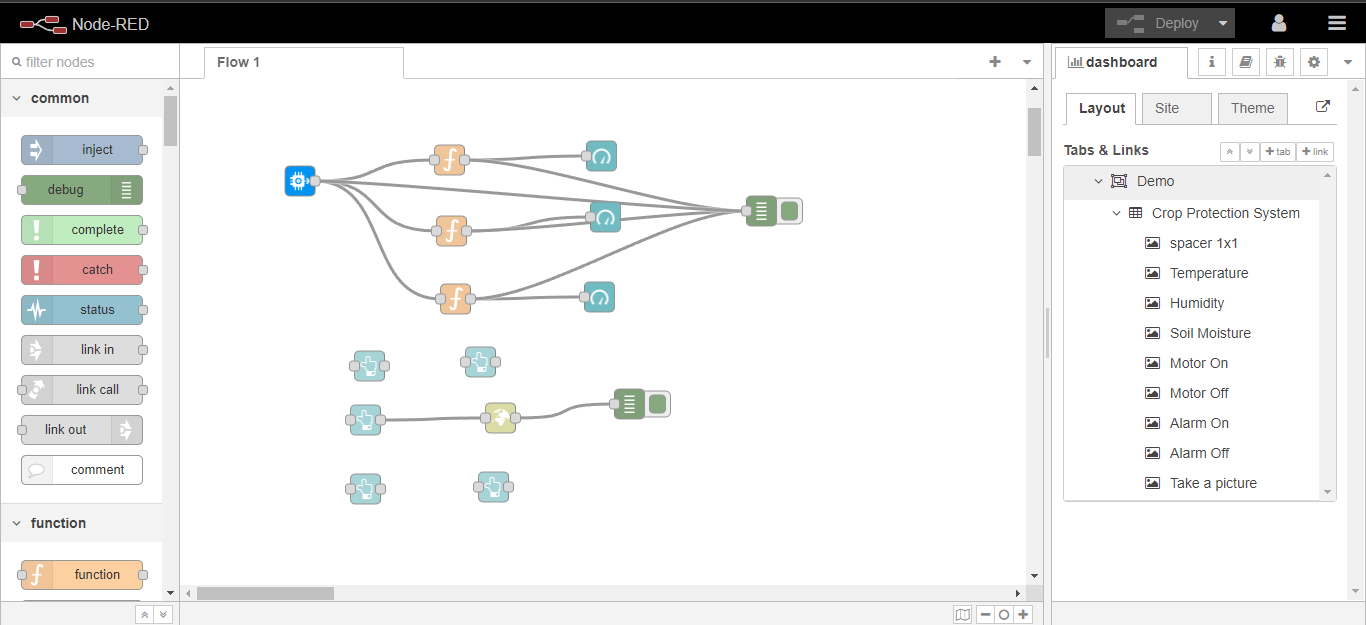 Node-RED
Deploy
filter nodes
Flow 1
dashboard
common
inject
debug
complete
catch
status
link in
link call
link out
comment
function
function
Layout
Site
Theme
Tabs & Links
tab
link
Demo
Crop Protection System
spacer 1x1
Temperature
Humidity
Soil Moisture
Motor On
Motor Off
Alarm On
Alarm Off
Take a picture